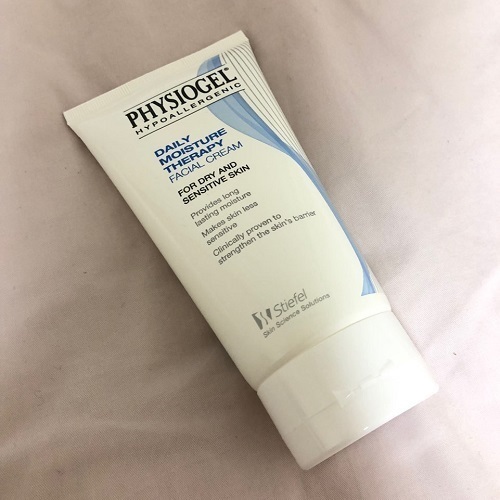 PHYSIOGEL®
HYPOALLERGENIC
DAILY
MOISTURE
THERAPY
FACIAL CREAM
FOR DRY AND
SENSITIVE SKIN
Provides long
lasting moisture
Makes skin less
sensitive
Clinically proven to
strengthen the skin's barrier
Stiefel
Skin Science Solutions